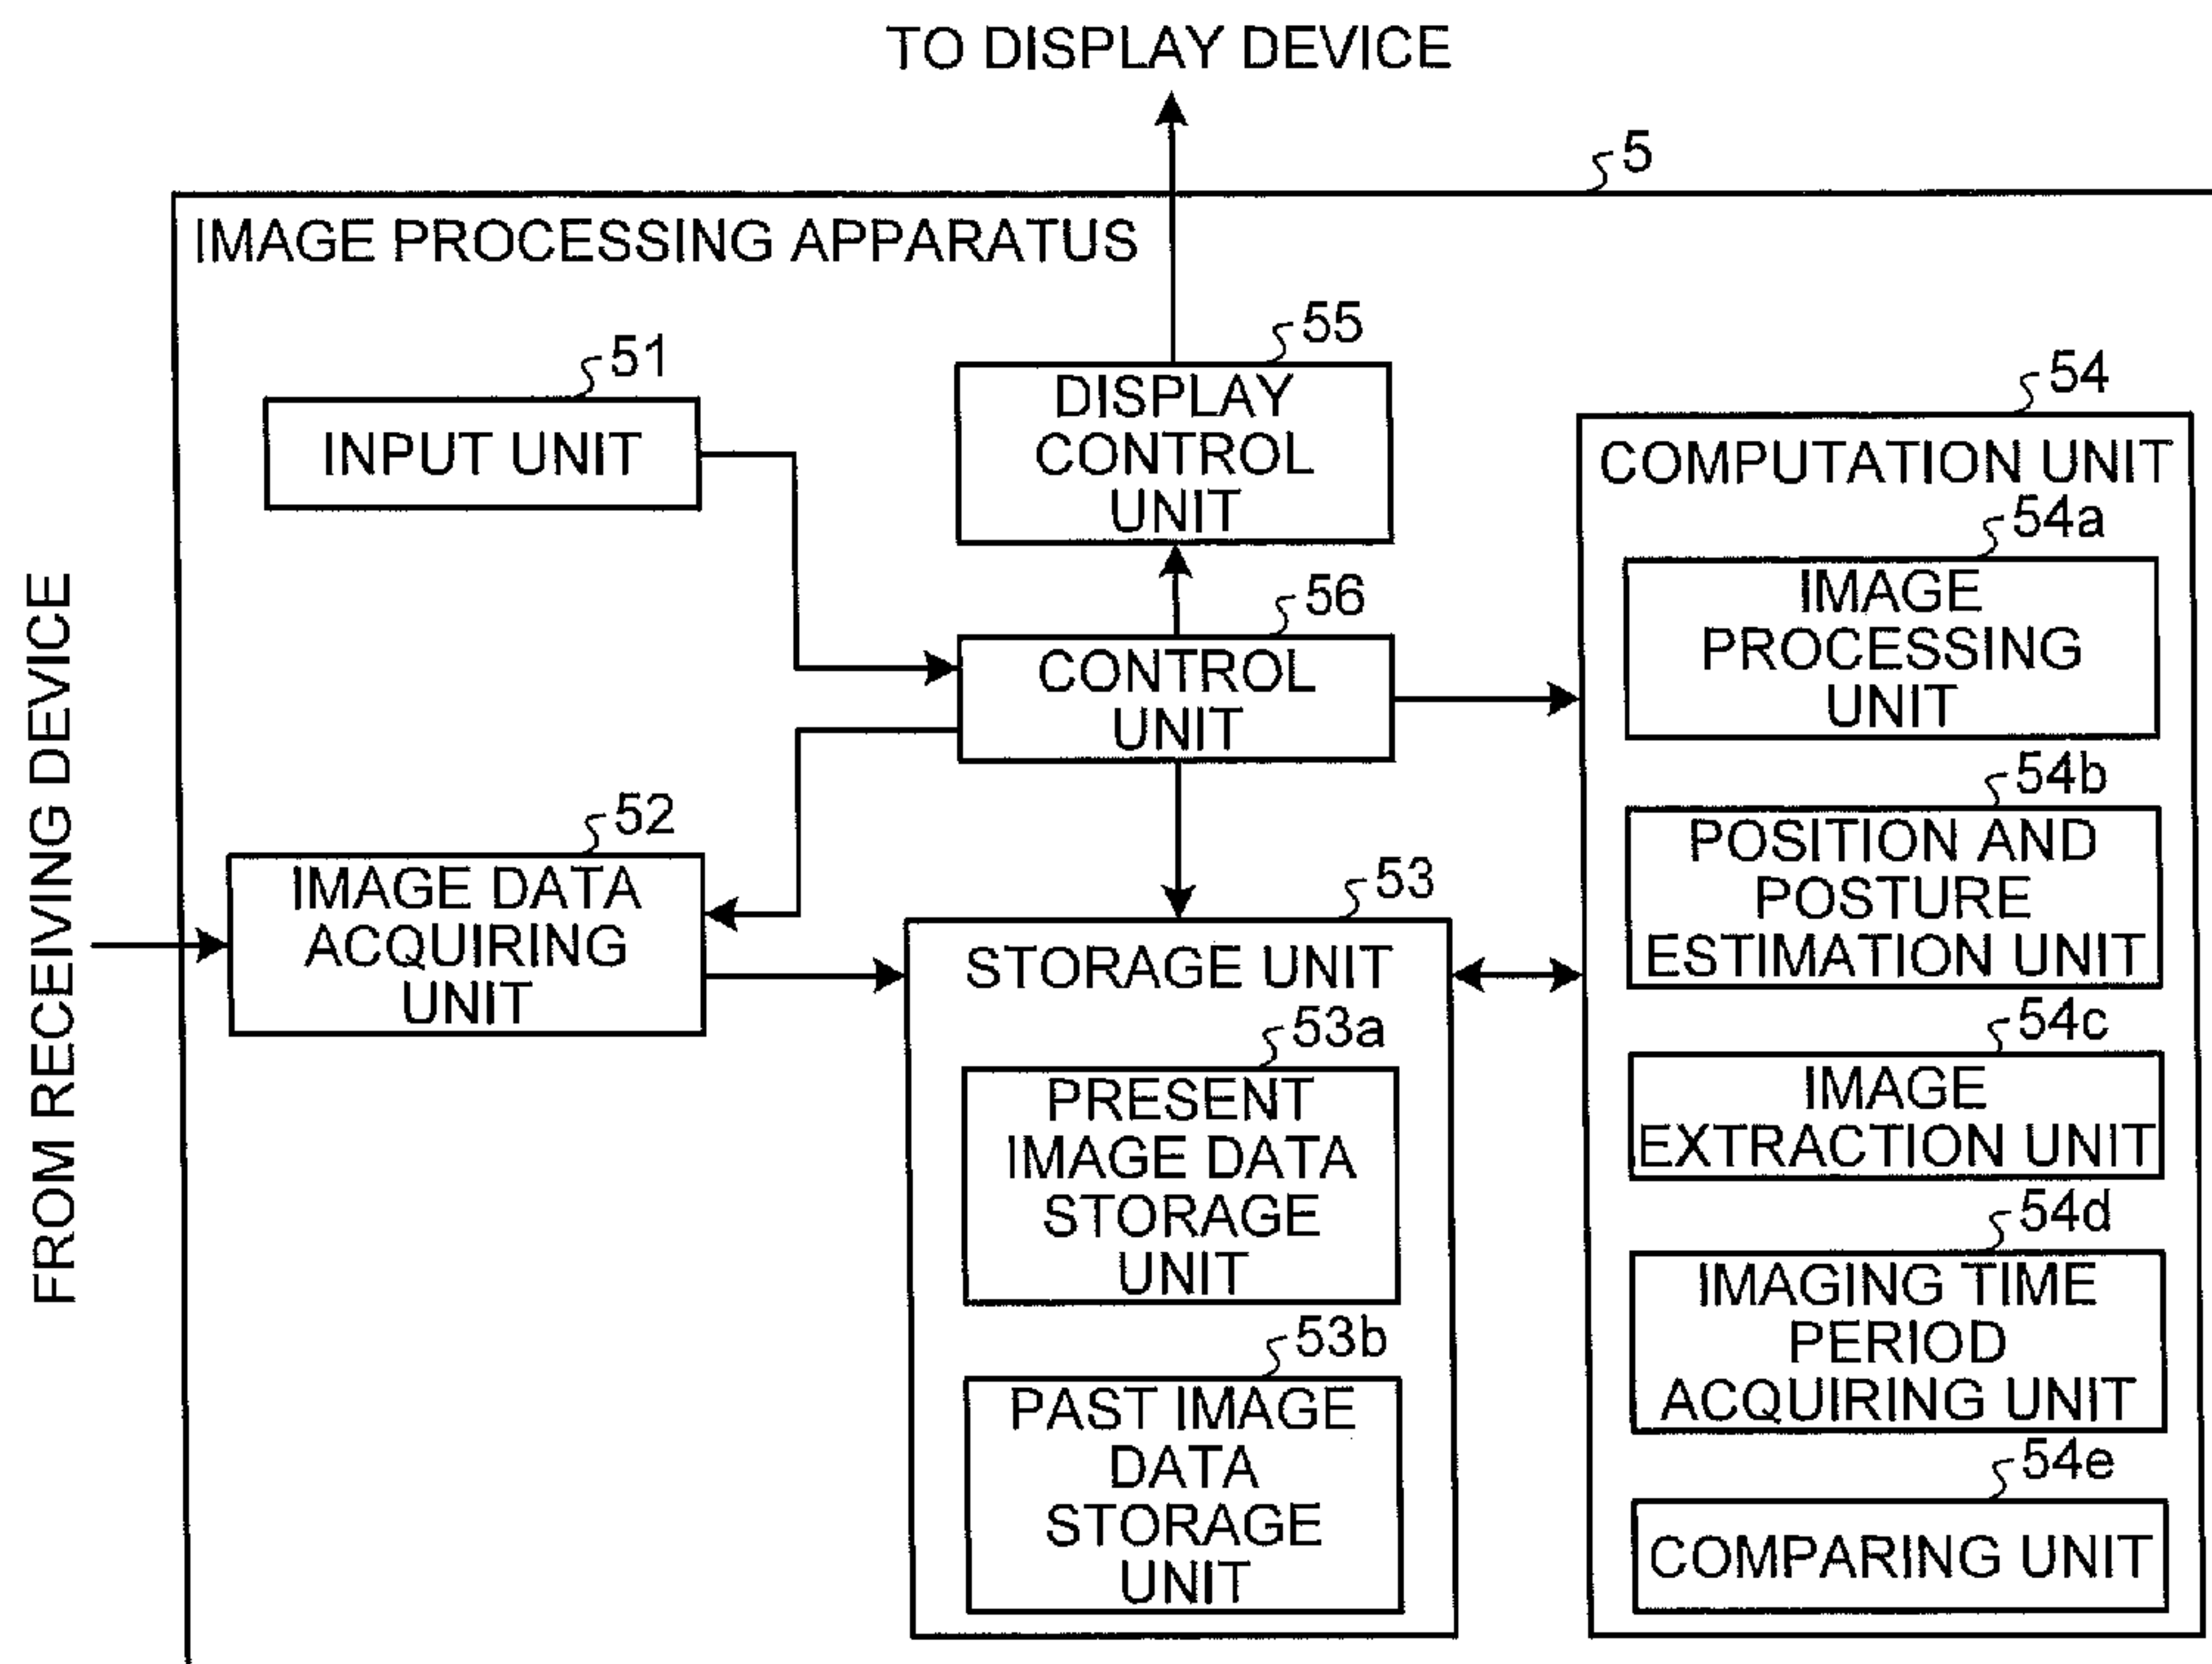 TO DISPLAY DEVICE
5
IMAGE PROCESSING APPARATUS
51
INPUT UNIT
55
DISPLAY
CONTROL
UNIT
56
CONTROL
UNIT
FROM RECEIVING DEVICE
52
IMAGE DATA
ACQUIRING
UNIT
53
STORAGE UNIT
53a
PRESENT
IMAGE DATA
STORAGE
UNIT
53b
PAST IMAGE
DATA
STORAGE
UNIT
54
COMPUTATION UNIT
54a
IMAGE
PROCESSING
UNIT
54b
POSITION AND
POSTURE
ESTIMATION UNIT
54c
IMAGE
EXTRACTION UNIT
54d
IMAGING TIME
PERIOD
ACQUIRING UNIT
54e
COMPARING UNIT